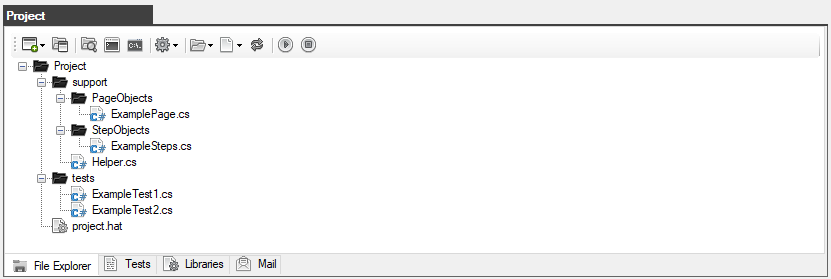 Project
Project
support
PageObjects
ExamplePage.cs
StepObjects
ExampleSteps.cs
Helper.cs
tests
ExampleTest1.cs
ExampleTest2.cs
project.hat
File Explorer Tests Libraries Mail